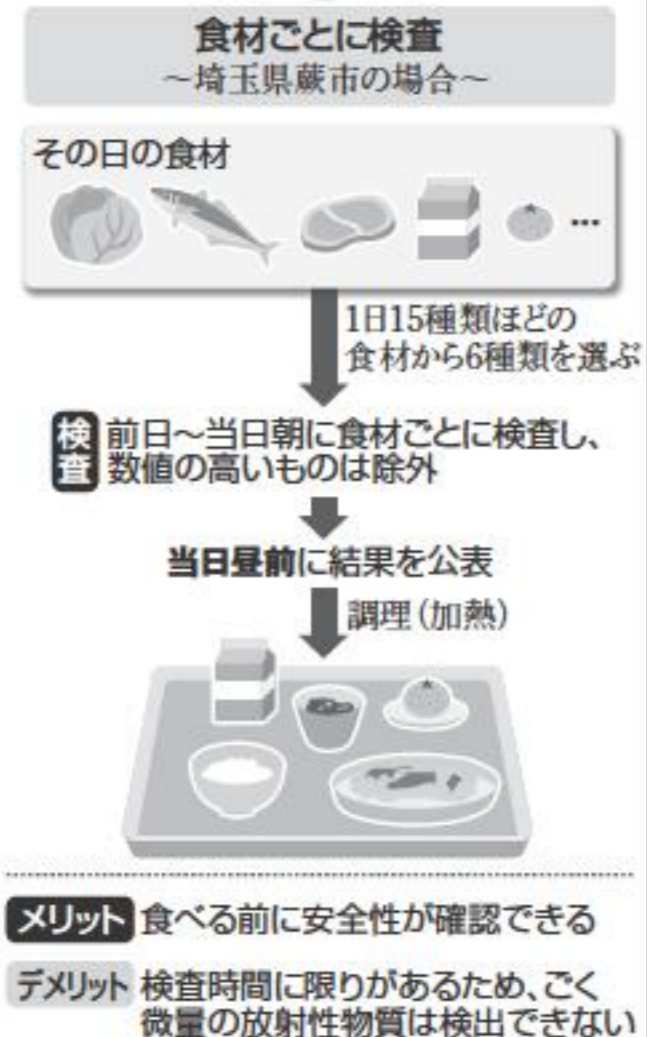 食材ごとに検査
～埼玉県蕨市の場合～
その日の食材
…
1日15種類ほどの
食材から6種類を選ぶ
検査
前日～当日朝に食材ごとに検査し、
数値の高いものは除外
当日昼前に結果を公表
調理(加熱)
メリット 食べる前に安全性が確認できる
デメリット 検査時間に限りがあるため、ごく
微量の放射性物質は検出できない